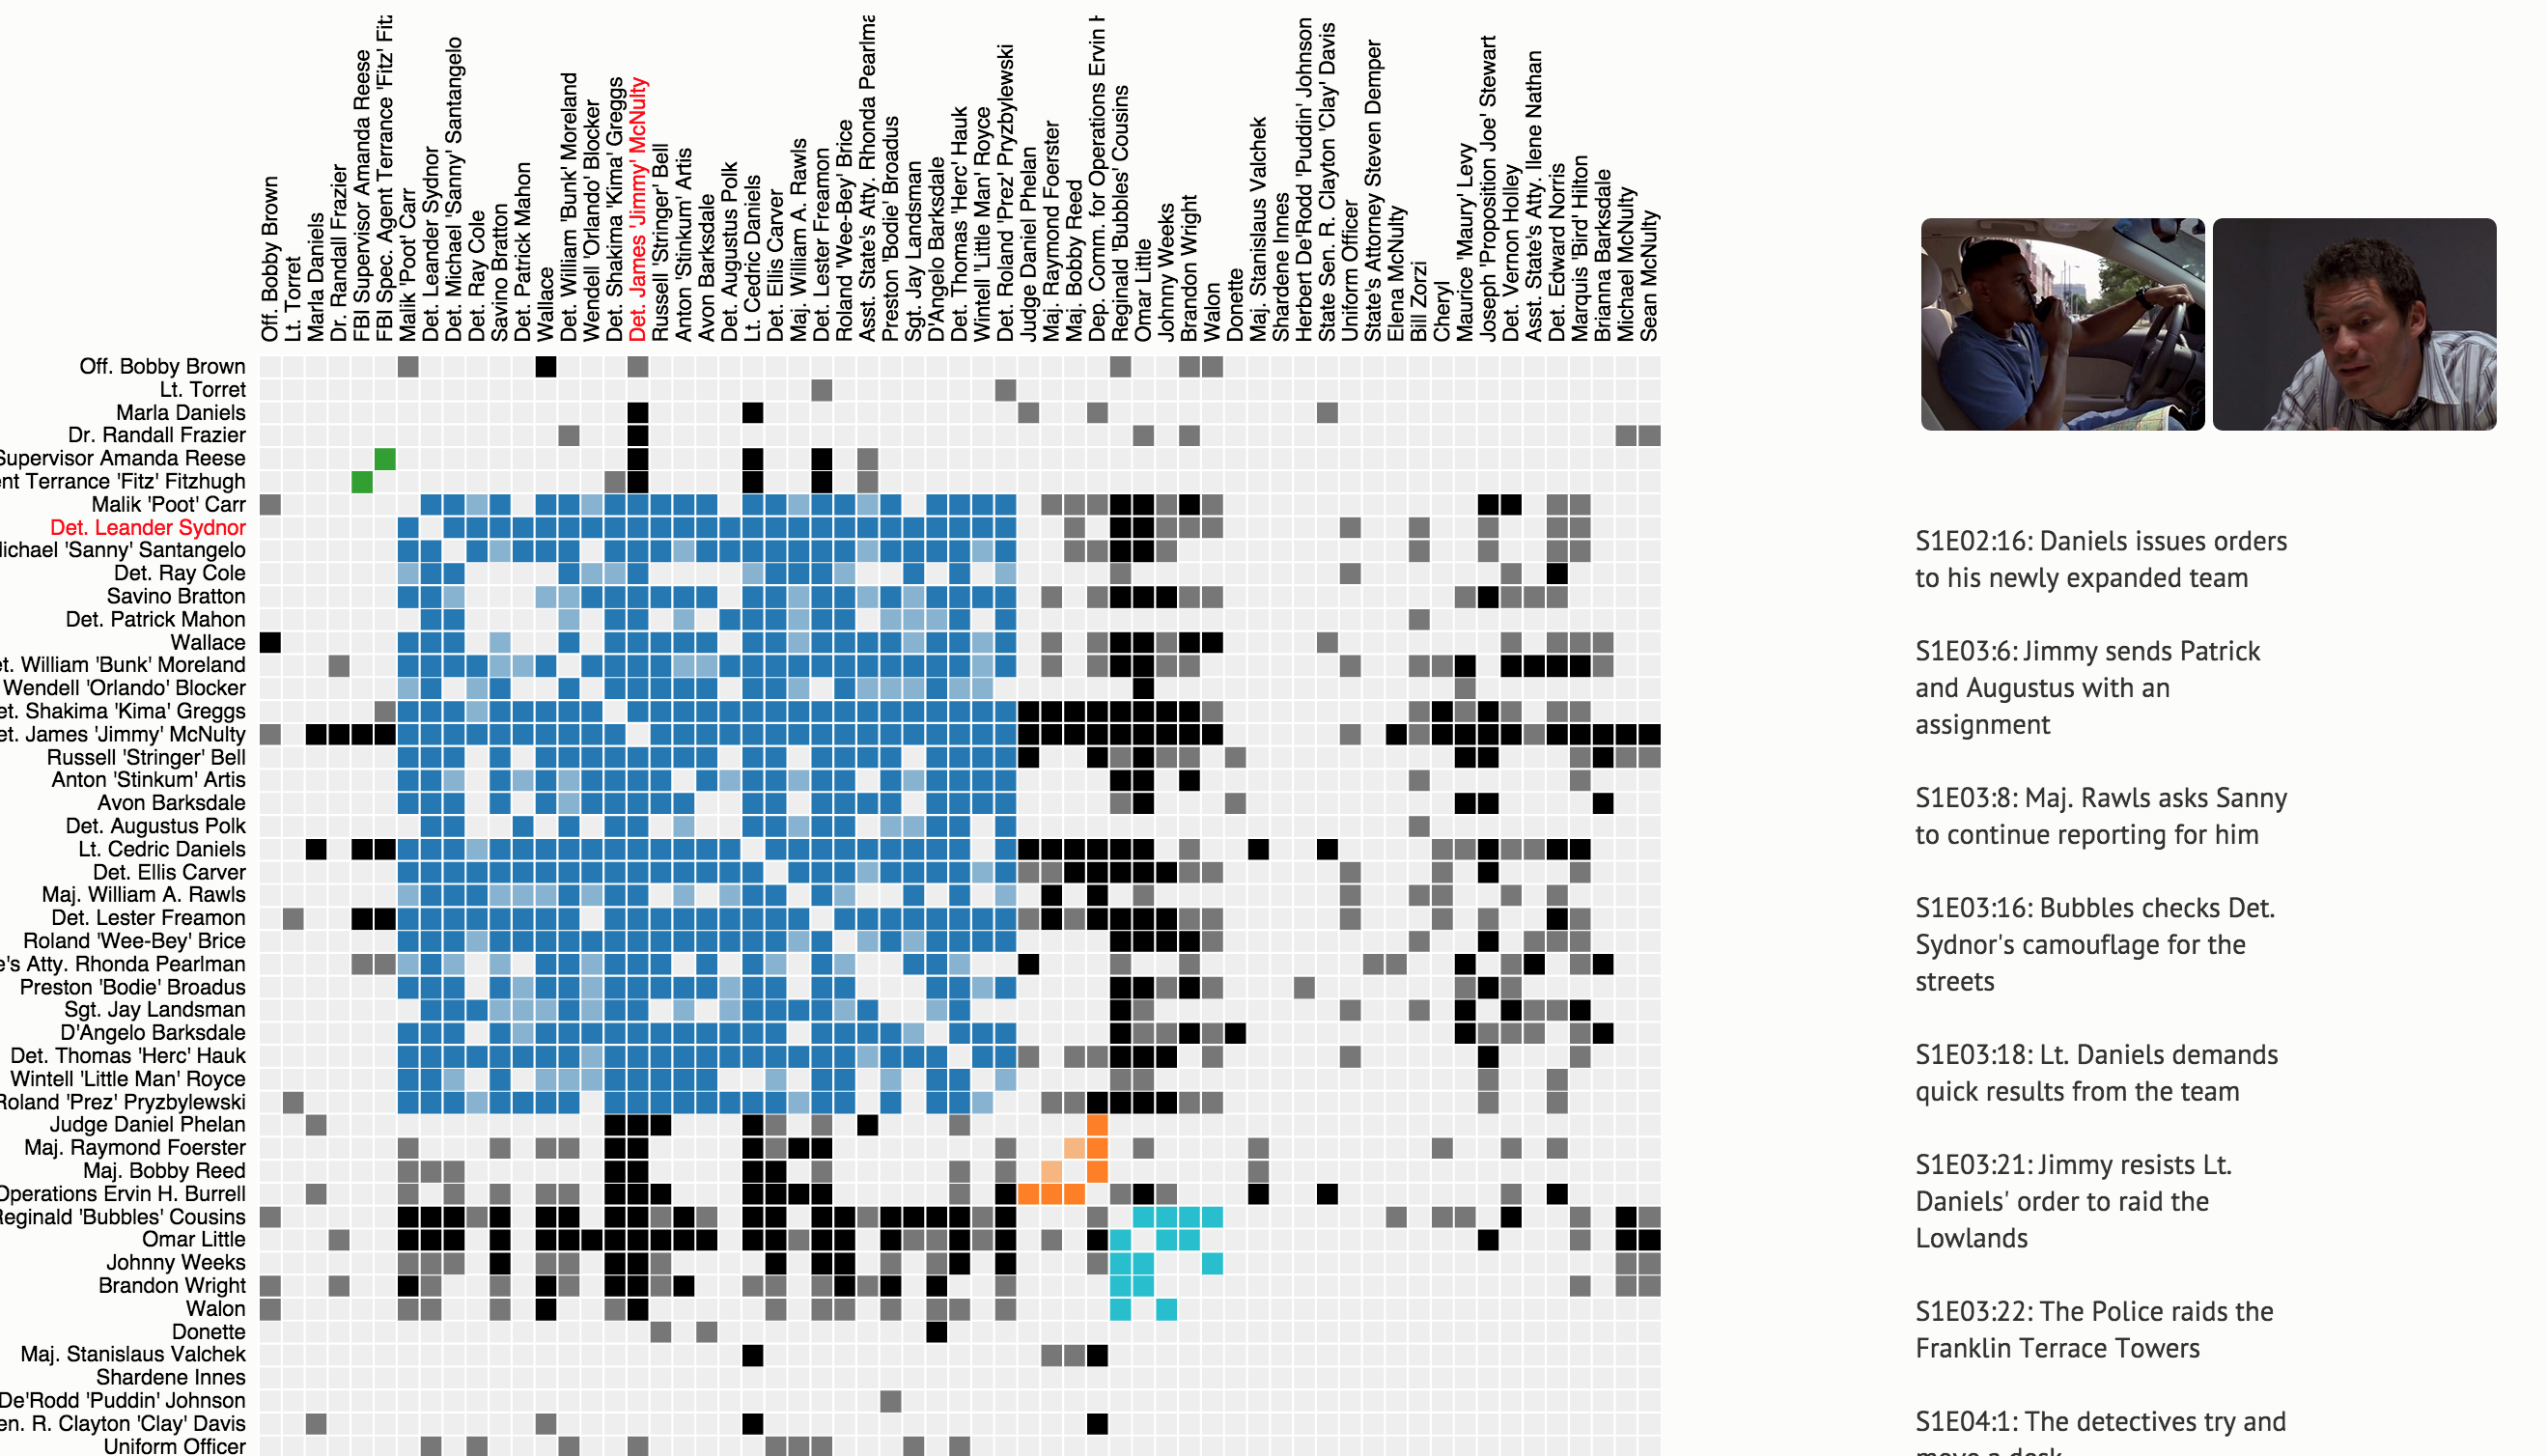 Off. Bobby Brown
Lt. Torret
Marla Daniels
Dr. Randall Frazier
FBI Supervisor Amanda Reese
FBI Spec. Agent Terrance 'Fitz' Fit
Malik 'Poot' Carr
Det. Leander Sydnor
Det. Michael 'Sanny' Santangelo
Det. Ray Cole
Savino Bratton
Det. Patrick Mahon
Wallace
Det. William 'Bunk' Moreland
Wendell 'Orlando' Blocker
Det. Shakima 'Kima' Greggs
Det. James 'Jimmy' McNulty
Russell 'Stringer' Bell
Anton 'Stinkum' Artis
Avon Barksdale
Det. Augustus Polk
Lt. Cedric Daniels
Det. Ellis Carver
Maj. William A. Rawls
Det. Lester Freamon
Roland 'Wee-Bey' Brice
Asst. State's Atty. Rhonda Pearlma
Preston 'Bodie' Broadus
Sgt. Jay Landsman
D'Angelo Barksdale
Det. Thomas 'Herc' Hauk
Wintell 'Little Man' Royce
Det. Roland 'Prez' Pryzbylewski
Judge Daniel Phelan
Maj. Raymond Foerster
Maj. Bobby Reed
Dep. Comm. for Operations Ervin H
Reginald 'Bubbles' Cousins
Omar Little
Johnny Weeks
Brandon Wright
Walon
Donette
Maj. Stanislaus Valchek
Shardene Innes
Herbert De'Rodd 'Puddin' Johnson
State Sen. R. Clayton 'Clay' Davis
Uniform Officer
State's Attorney Steven Demper
Elena McNulty
Bill Zorzi
Cheryl
Maurice 'Maury' Levy
Joseph 'Proposition Joe' Stewart
Det. Vernon Holley
Asst. State's Atty. Ilene Nathan
Det. Edward Norris
Marquis 'Bird' Hilton
Brianna Barksdale
Michael McNulty
Sean McNulty
Off. Bobby Brown
Lt. Torret
Marla Daniels
Dr. Randall Frazier
Supervisor Amanda Reese
nt Terrance 'Fitz' Fitzhugh
Malik 'Poot' Carr
Det. Leander Sydnor
ichael 'Sanny' Santangelo
Det. Ray Cole
Savino Bratton
Det. Patrick Mahon
Wallace
et. William 'Bunk' Moreland
Wendell 'Orlando' Blocker
et. Shakima 'Kima' Greggs
et. James 'Jimmy' McNulty
Russell 'Stringer' Bell
Anton 'Stinkum' Artis
Avon Barksdale
Det. Augustus Polk
Lt. Cedric Daniels
Det. Ellis Carver
Maj. William A. Rawls
Det. Lester Freamon
Roland 'Wee-Bey' Brice
e's Atty. Rhonda Pearlman
Preston 'Bodie' Broadus
Sgt. Jay Landsman
D'Angelo Barksdale
Det. Thomas 'Herc' Hauk
Wintell 'Little Man' Royce
Roland 'Prez' Pryzbylewski
Judge Daniel Phelan
Maj. Raymond Foerster
Maj. Bobby Reed
Operations Ervin H. Burrell
Reginald 'Bubbles' Cousins
Omar Little
Johnny Weeks
Brandon Wright
Walon
Donette
Maj. Stanislaus Valchek
Shardene Innes
De'Rodd 'Puddin' Johnson
en. R. Clayton 'Clay' Davis
Uniform Officer
S1E02:16: Daniels issues orders
to his newly expanded team
S1E03:6: Jimmy sends Patrick
and Augustus with an
assignment
S1E03:8: Maj. Rawls asks Sanny
to continue reporting for him
S1E03:16: Bubbles checks Det.
Sydnor's camouflage for the
streets
S1E03:18: Lt. Daniels demands
quick results from the team
S1E03:21: Jimmy resists Lt.
Daniels' order to raid the
Lowlands
S1E03:22: The Police raids the
Franklin Terrace Towers
S1E04:1: The detectives try and
move a desk